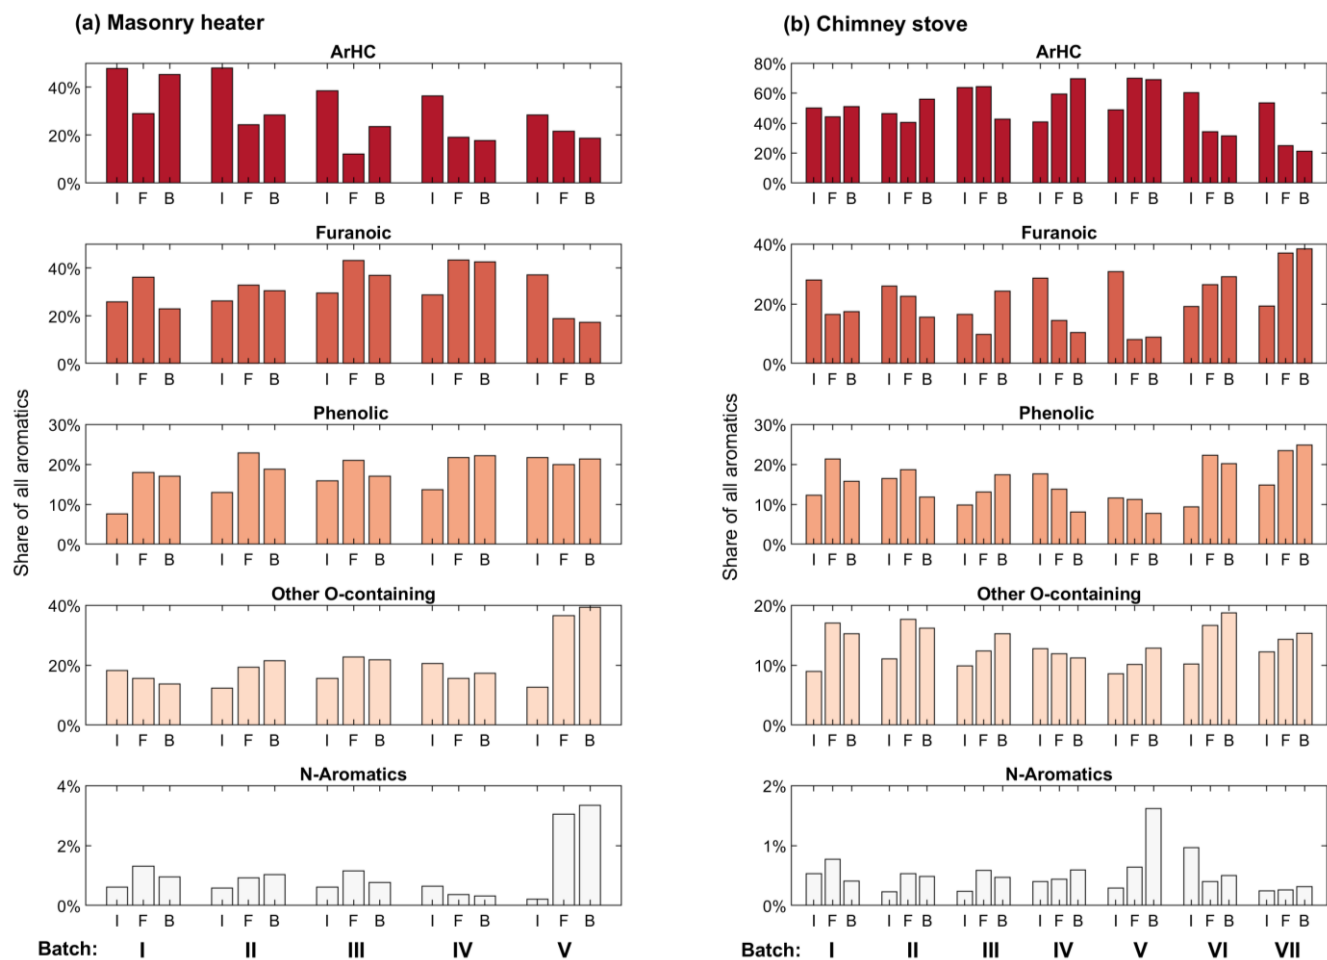 (a) Masonry heater
ArHC
40%
20%
0%
I F B I F B I F B I F B I F B
Furanoic
40%
20%
0%
I F B I F B I F B I F B I F B
Phenolic
30%
20%
10%
0%
I F B I F B I F B I F B I F B
Other O-containing
40%
20%
0%
I F B I F B I F B I F B I F B
N-Aromatics
4%
2%
0%
I F B I F B I F B I F B I F B
Share of all aromatics
Batch: I II III IV V
(b) Chimney stove
ArHC
80%
60%
40%
20%
0%
I F B I F B I F B I F B I F B I F B I F B
Furanoic
40%
20%
0%
I F B I F B I F B I F B I F B I F B I F B
Phenolic
30%
20%
10%
0%
I F B I F B I F B I F B I F B I F B I F B
Other O-containing
20%
10%
0%
I F B I F B I F B I F B I F B I F B I F B
N-Aromatics
2%
1%
0%
I F B I F B I F B I F B I F B I F B I F B
Share of all aromatics
Batch: I II III IV V VI VII